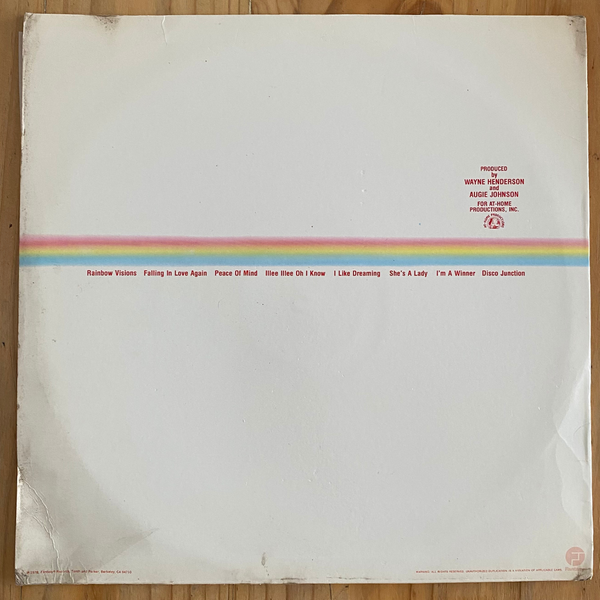 PRODUCED
by
WAYNE HENDERSON
and
AUGIE JOHNSON
FOR AT-HOME
PRODUCTIONS, INC.
Rainbow Visions Falling In Love Again Peace Of Mind Illee Illee Oh I Know I Like Dreaming She's A Lady I'm A Winner Disco Junction